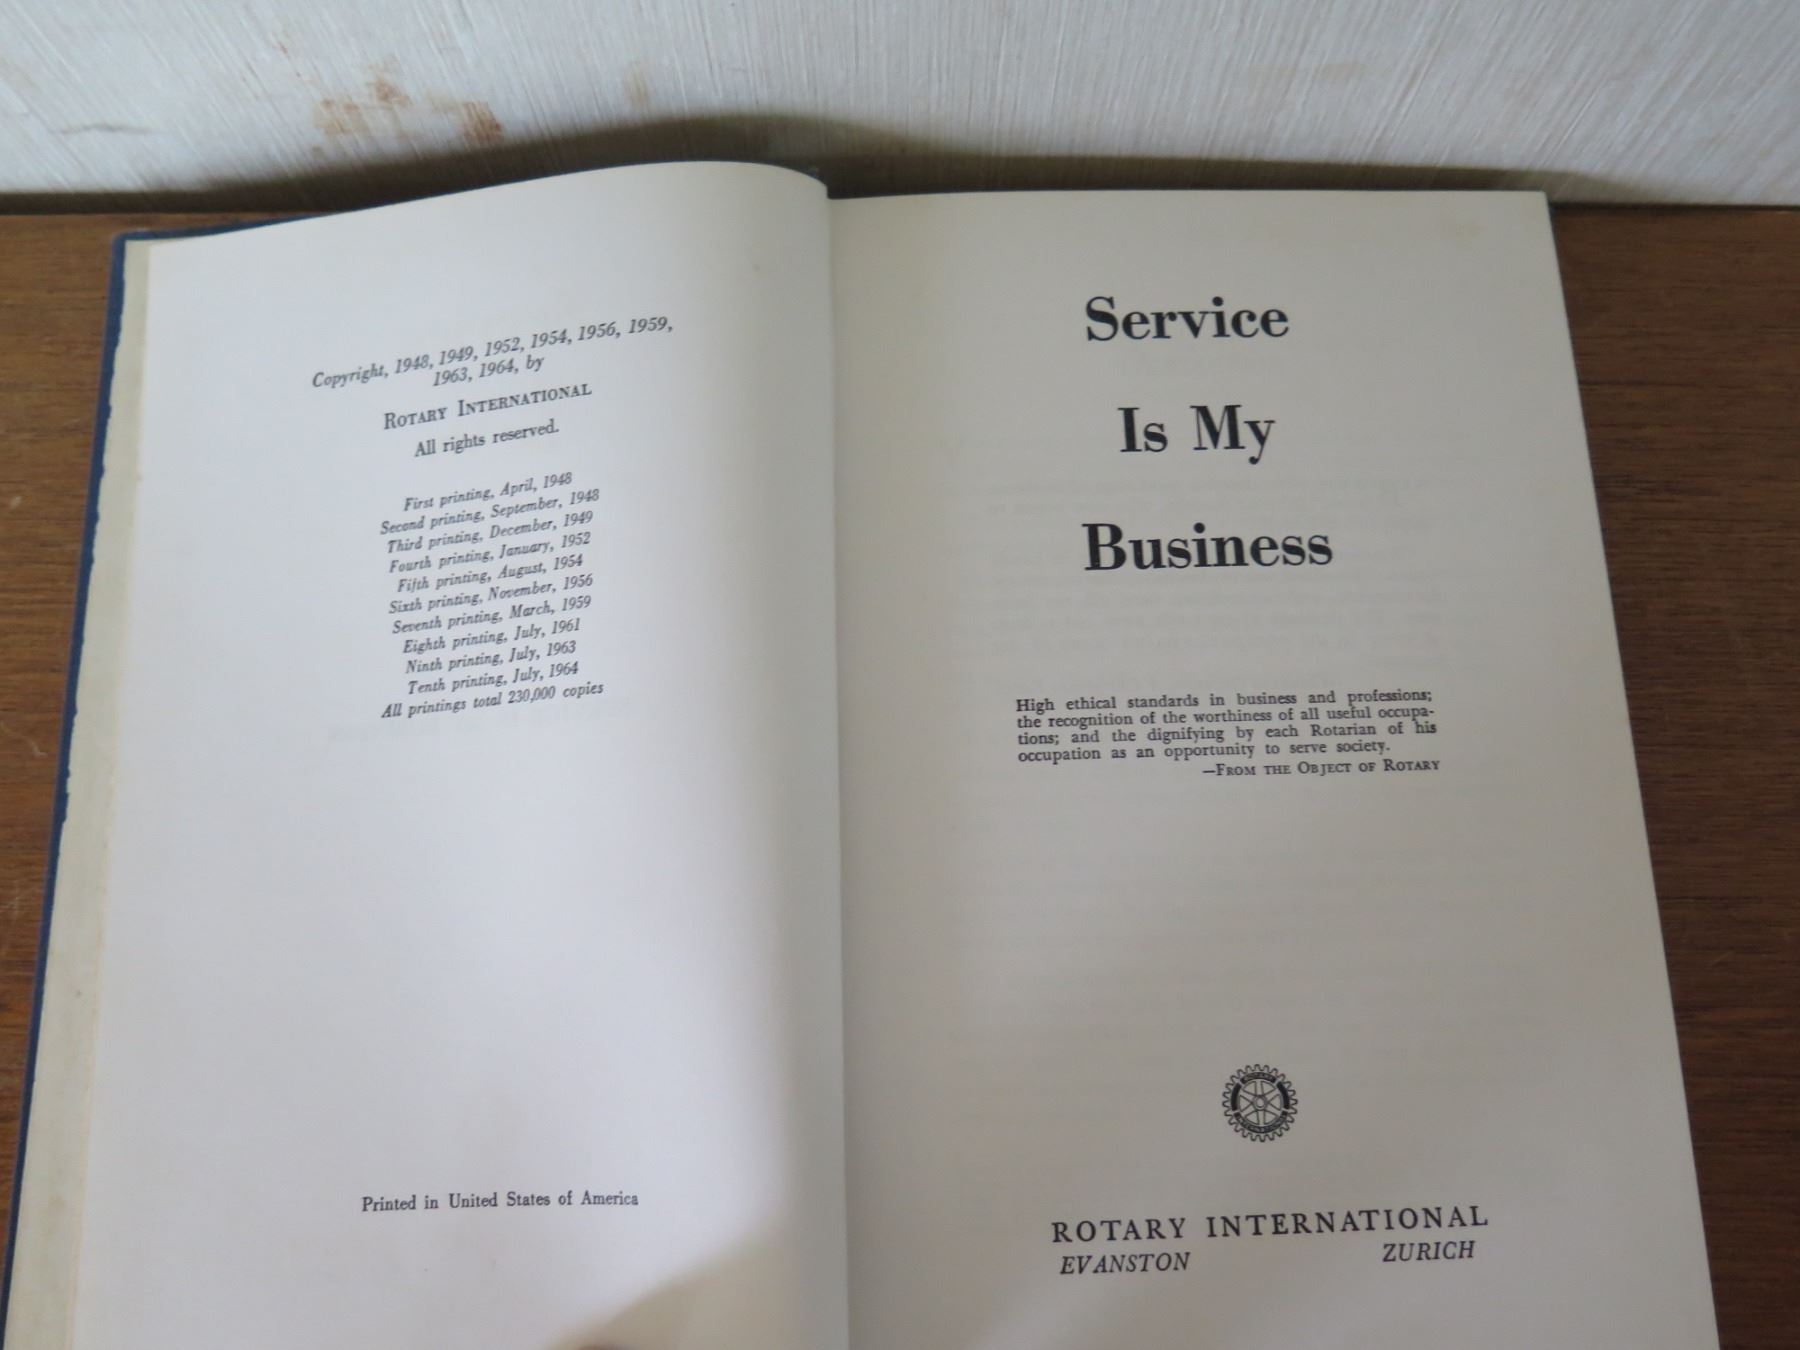 Copyright, 1948, 1949, 1952, 1954, 1956, 1959,
1963, 1964, by
ROTARY INTERNATIONAL
All rights reserved.
First printing, April, 1948
Second printing, September, 1948
Third printing, December, 1949
Fourth printing, January, 1952
Fifth printing, August, 1954
Sixth printing, November, 1956
Seventh printing, March, 1959
Eighth printing, July, 1961
Ninth printing, July, 1963
Tenth printing, July, 1964
All printings total 230,000 copies
Printed in United States of America
Service
Is My
Business
High ethical standards in business and professions;
the recognition of the worthiness of all useful occupa-
tions; and the dignifying by each Rotarian of his
occupation as an opportunity to serve society.
—FROM THE OBJECT OF ROTARY
ROTARY
INTERNATIONAL
ROTARY INTERNATIONAL
EVANSTON ZURICH